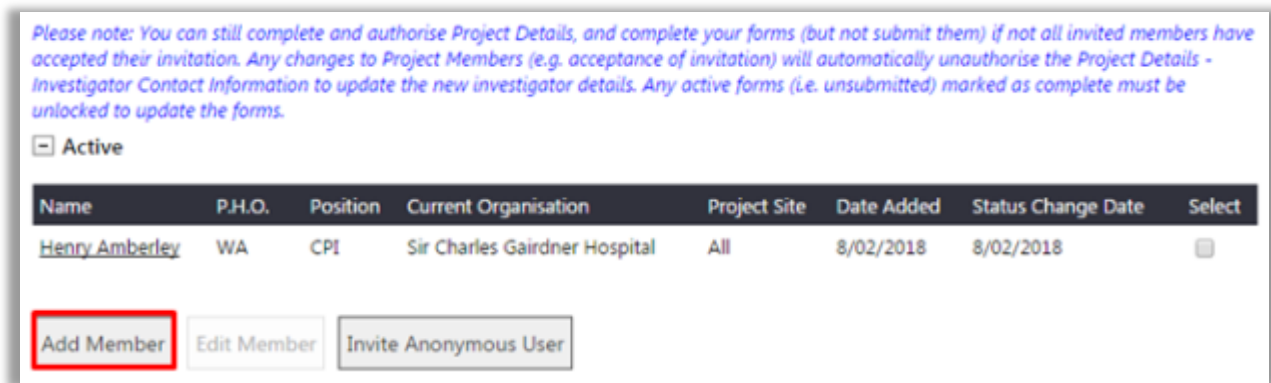 Please note: You can still complete and authorise Project Details, and complete your forms (but not submit them) if not all invited members have
accepted their invitation. Any changes to Project Members (e.g. acceptance of invitation) will automatically unauthorise the Project Details -
Investigator Contact Information to update the new investigator details. Any active forms (i.e. unsubmitted) marked as complete must be
unlocked to update the forms.
Active
Name P.H.O. Position Current Organisation Project Site Date Added Status Change Date Select
Henry Amberley WA CPI Sir Charles Gairdner Hospital All 8/02/2018 8/02/2018
Add Member Edit Member Invite Anonymous User